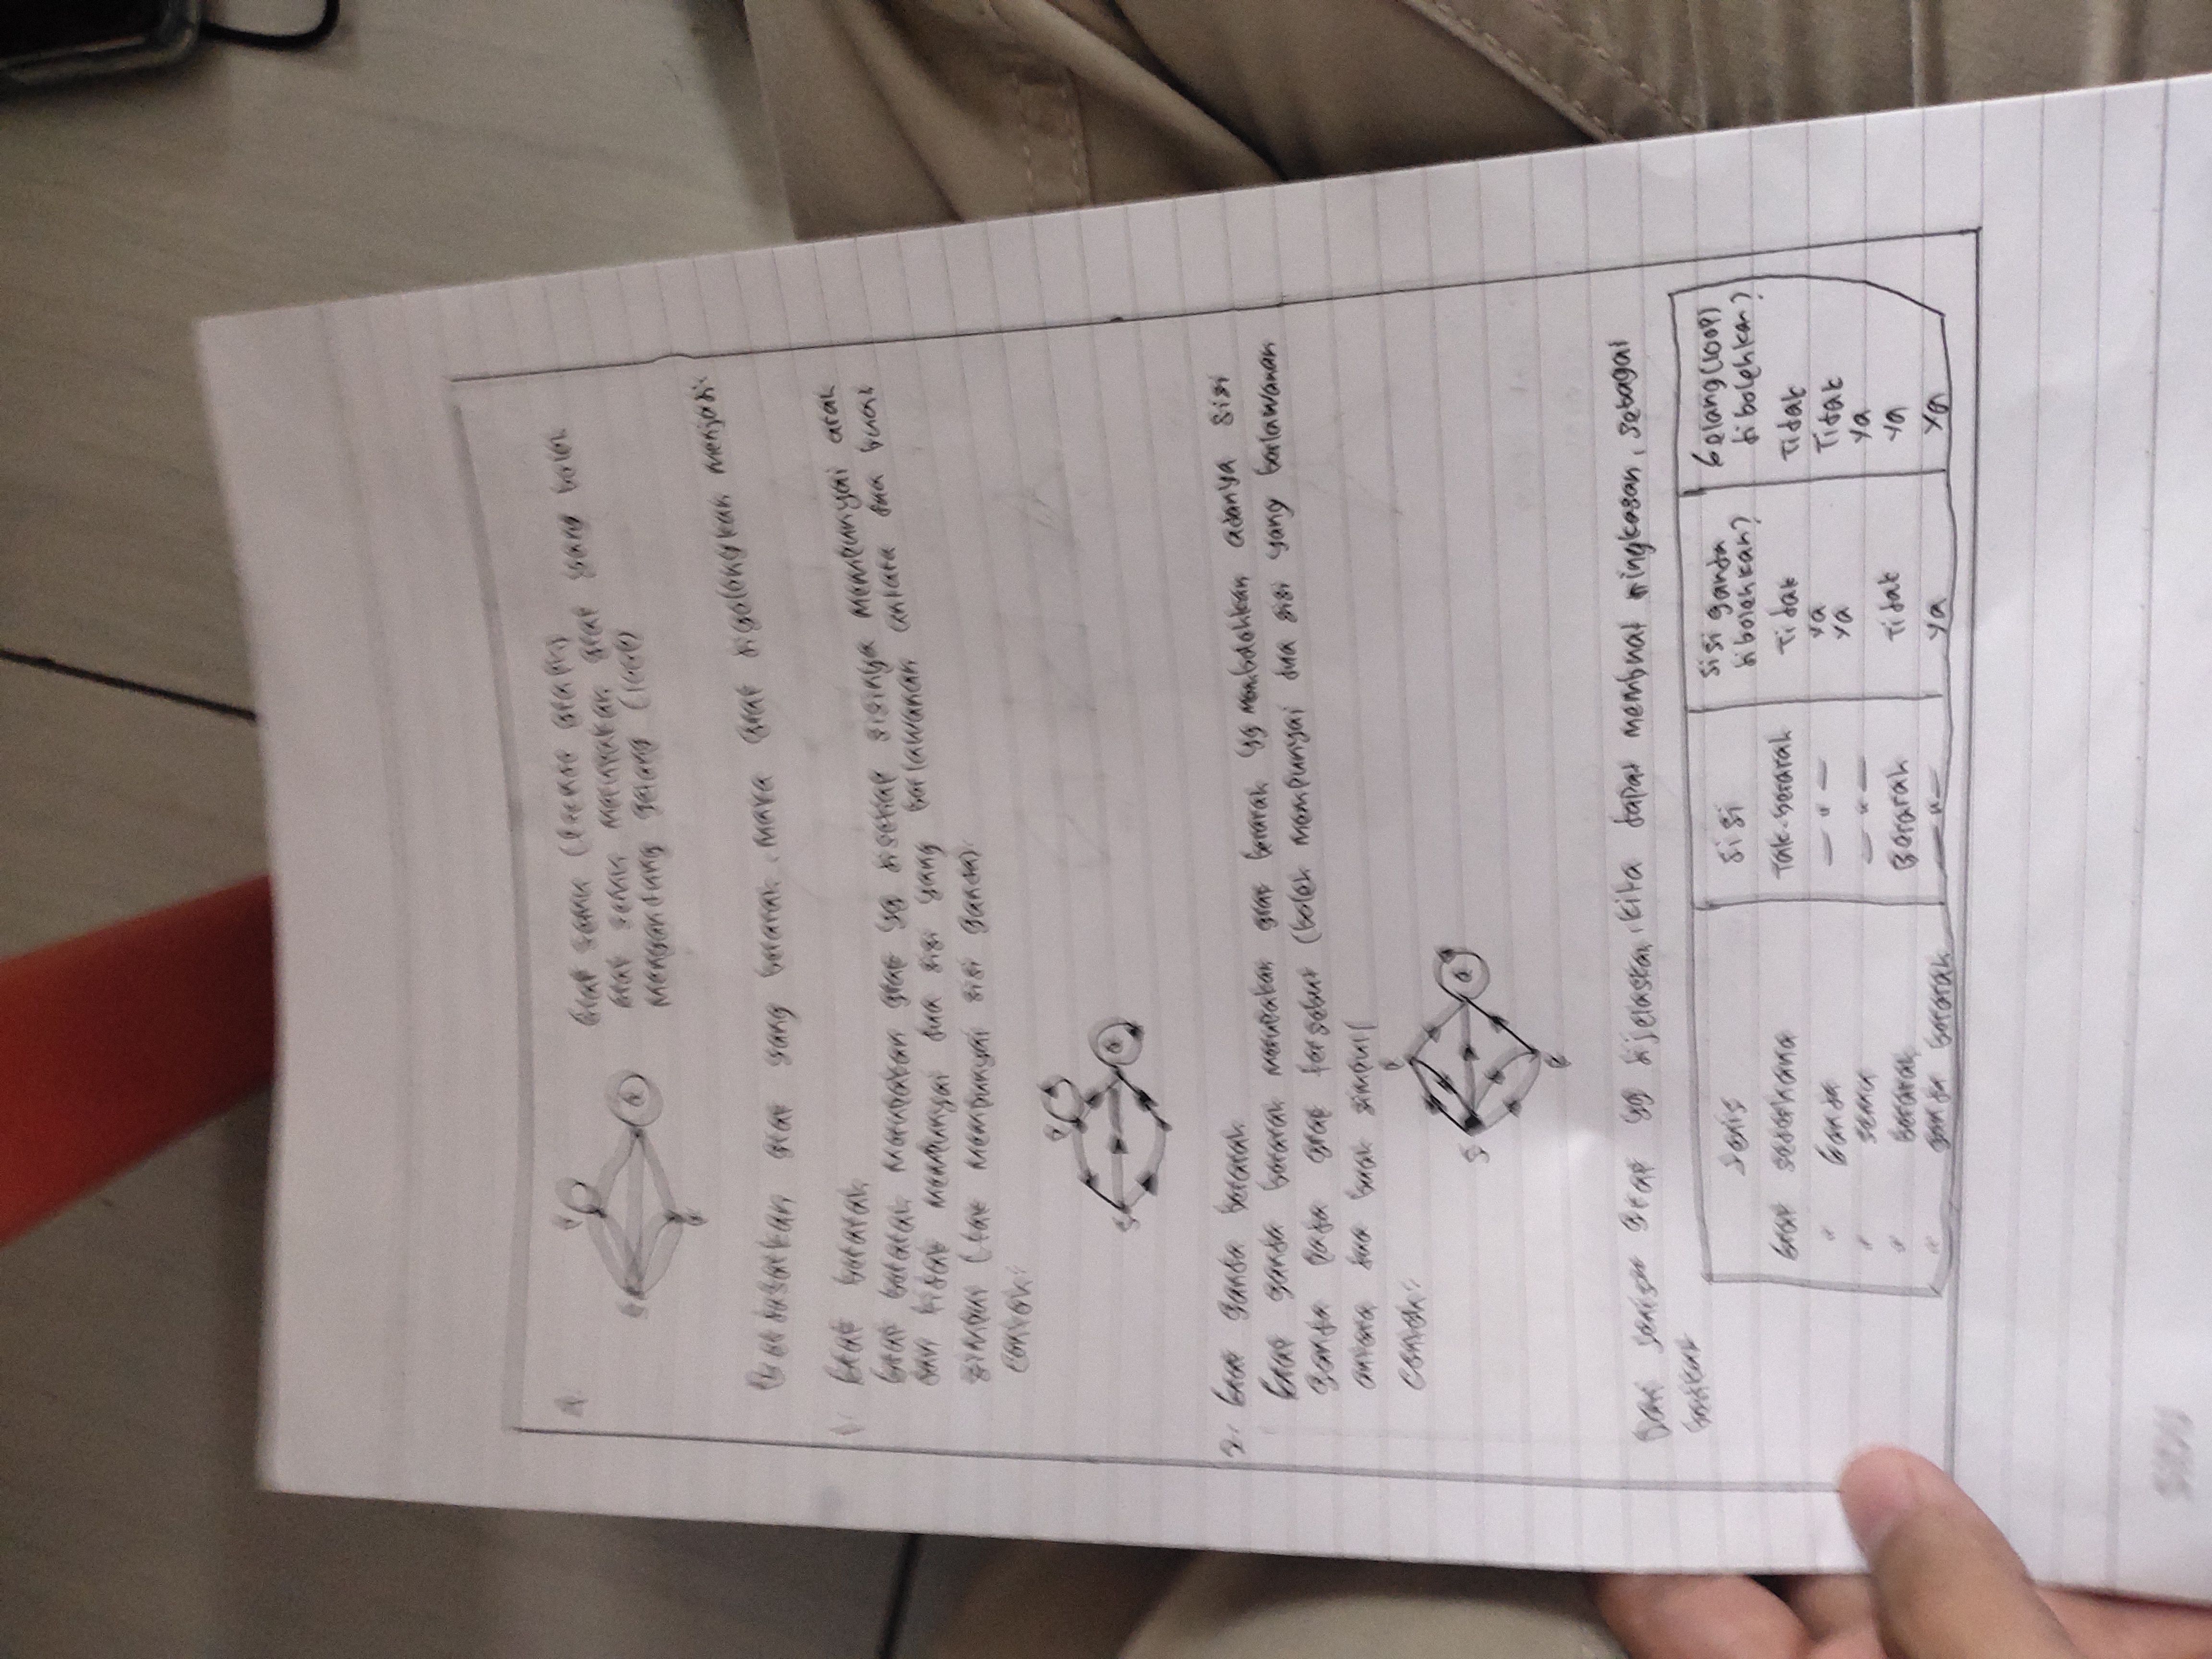 Graf semu (Pseudo graph)
Graf semu merupakan graf yang boleh
mengandung gelang (loop)
P
S
R
Q
Berdasarkan graf yang berarah, maka graf digolongkan menjadi:
1. Graf berarah
Graf berarah merupakan graf yg disetiap sisinya mempunyai arah
dan tidak mempunyai dua sisi yang berlawanan antara dua buah
simpul (tak mempunyai sisi ganda).
contoh:
P
S
Q
2. Graf ganda berarah
Graf ganda berarah merupakan graf berarah yg membolehkan adanya sisi
ganda pada graf tersebut (boleh mempunyai dua sisi yang berlawanan
antara dua buah simpul)
contoh:
P
S
Q
R
Dari jenis2 graf yg dijelaskan, kita dapat membuat ringkasan, sebagai
berikut
Jenis Sisi Sisi ganda dibolehkan? Gelang (loop) dibolehkan?
Graf sederhana Tak-berarah Tidak Tidak
" Ganda —"— Ya Tidak
" semu —"— Ya Ya
" berarah Berarah Tidak Ya
" ganda berarah —"— Ya Ya